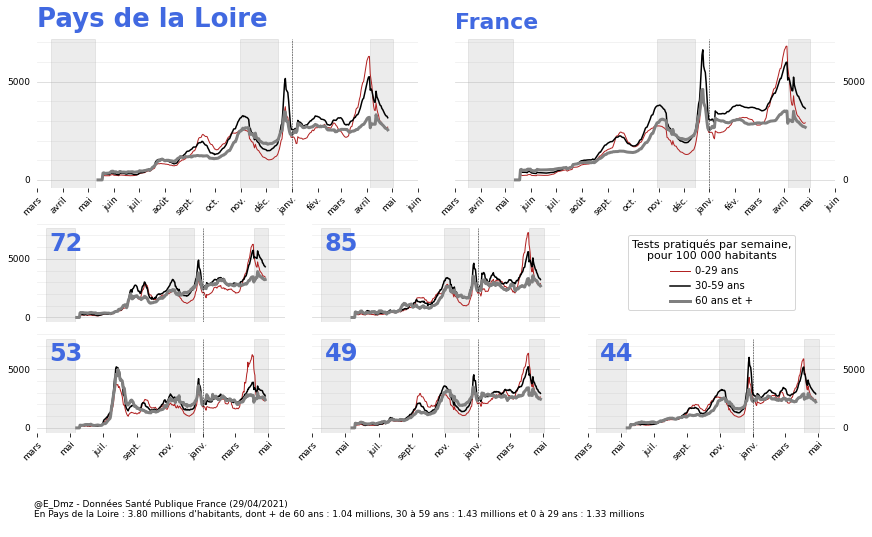 Pays de la Loire
France
5000
0
5000
0
mars avril mai juin juil. août sept. oct. nov. déc. janv. fév. mars avril mai juin
mars avril mai juin juil. août sept. oct. nov. déc. janv. fév. mars avril mai juin
72
85
5000
0
Tests pratiqués par semaine,
pour 100 000 habitants
0-29 ans
30-59 ans
60 ans et +
53
49
44
5000
0
5000
0
mars mai juil. sept. nov. janv. mars mai
mars mai juil. sept. nov. janv. mars mai
mars mai juil. sept. nov. janv. mars mai
@E_Dmz - Données Santé Publique France (29/04/2021)
En Pays de la Loire : 3.80 millions d'habitants, dont + de 60 ans : 1.04 millions, 30 à 59 ans : 1.43 millions et 0 à 29 ans : 1.33 millions